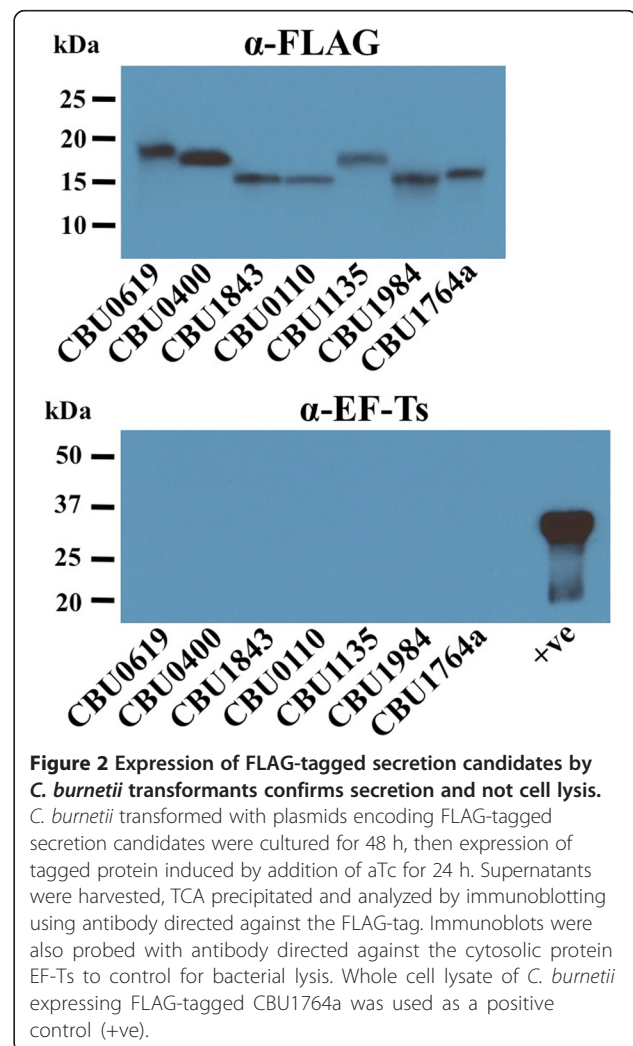 kDa
α-FLAG
25
20
15
10
CBU0619
CBU0400
CBU1843
CBU0110
CBU1135
CBU1984
CBU1764a
kDa
α-EF-Ts
50
37
25
20
CBU0619
CBU0400
CBU1843
CBU0110
CBU1135
CBU1984
CBU1764a
+ve
Figure 2 Expression of FLAG-tagged secretion candidates by
C. burnetii transformants confirms secretion and not cell lysis.
C. burnetii transformed with plasmids encoding FLAG-tagged
secretion candidates were cultured for 48 h, then expression of
tagged protein induced by addition of aTc for 24 h. Supernatants
were harvested, TCA precipitated and analyzed by immunoblotting
using antibody directed against the FLAG-tag. Immunoblots were
also probed with antibody directed against the cytosolic protein
EF-Ts to control for bacterial lysis. Whole cell lysate of C. burnetii
expressing FLAG-tagged CBU1764a was used as a positive
control (+ve).